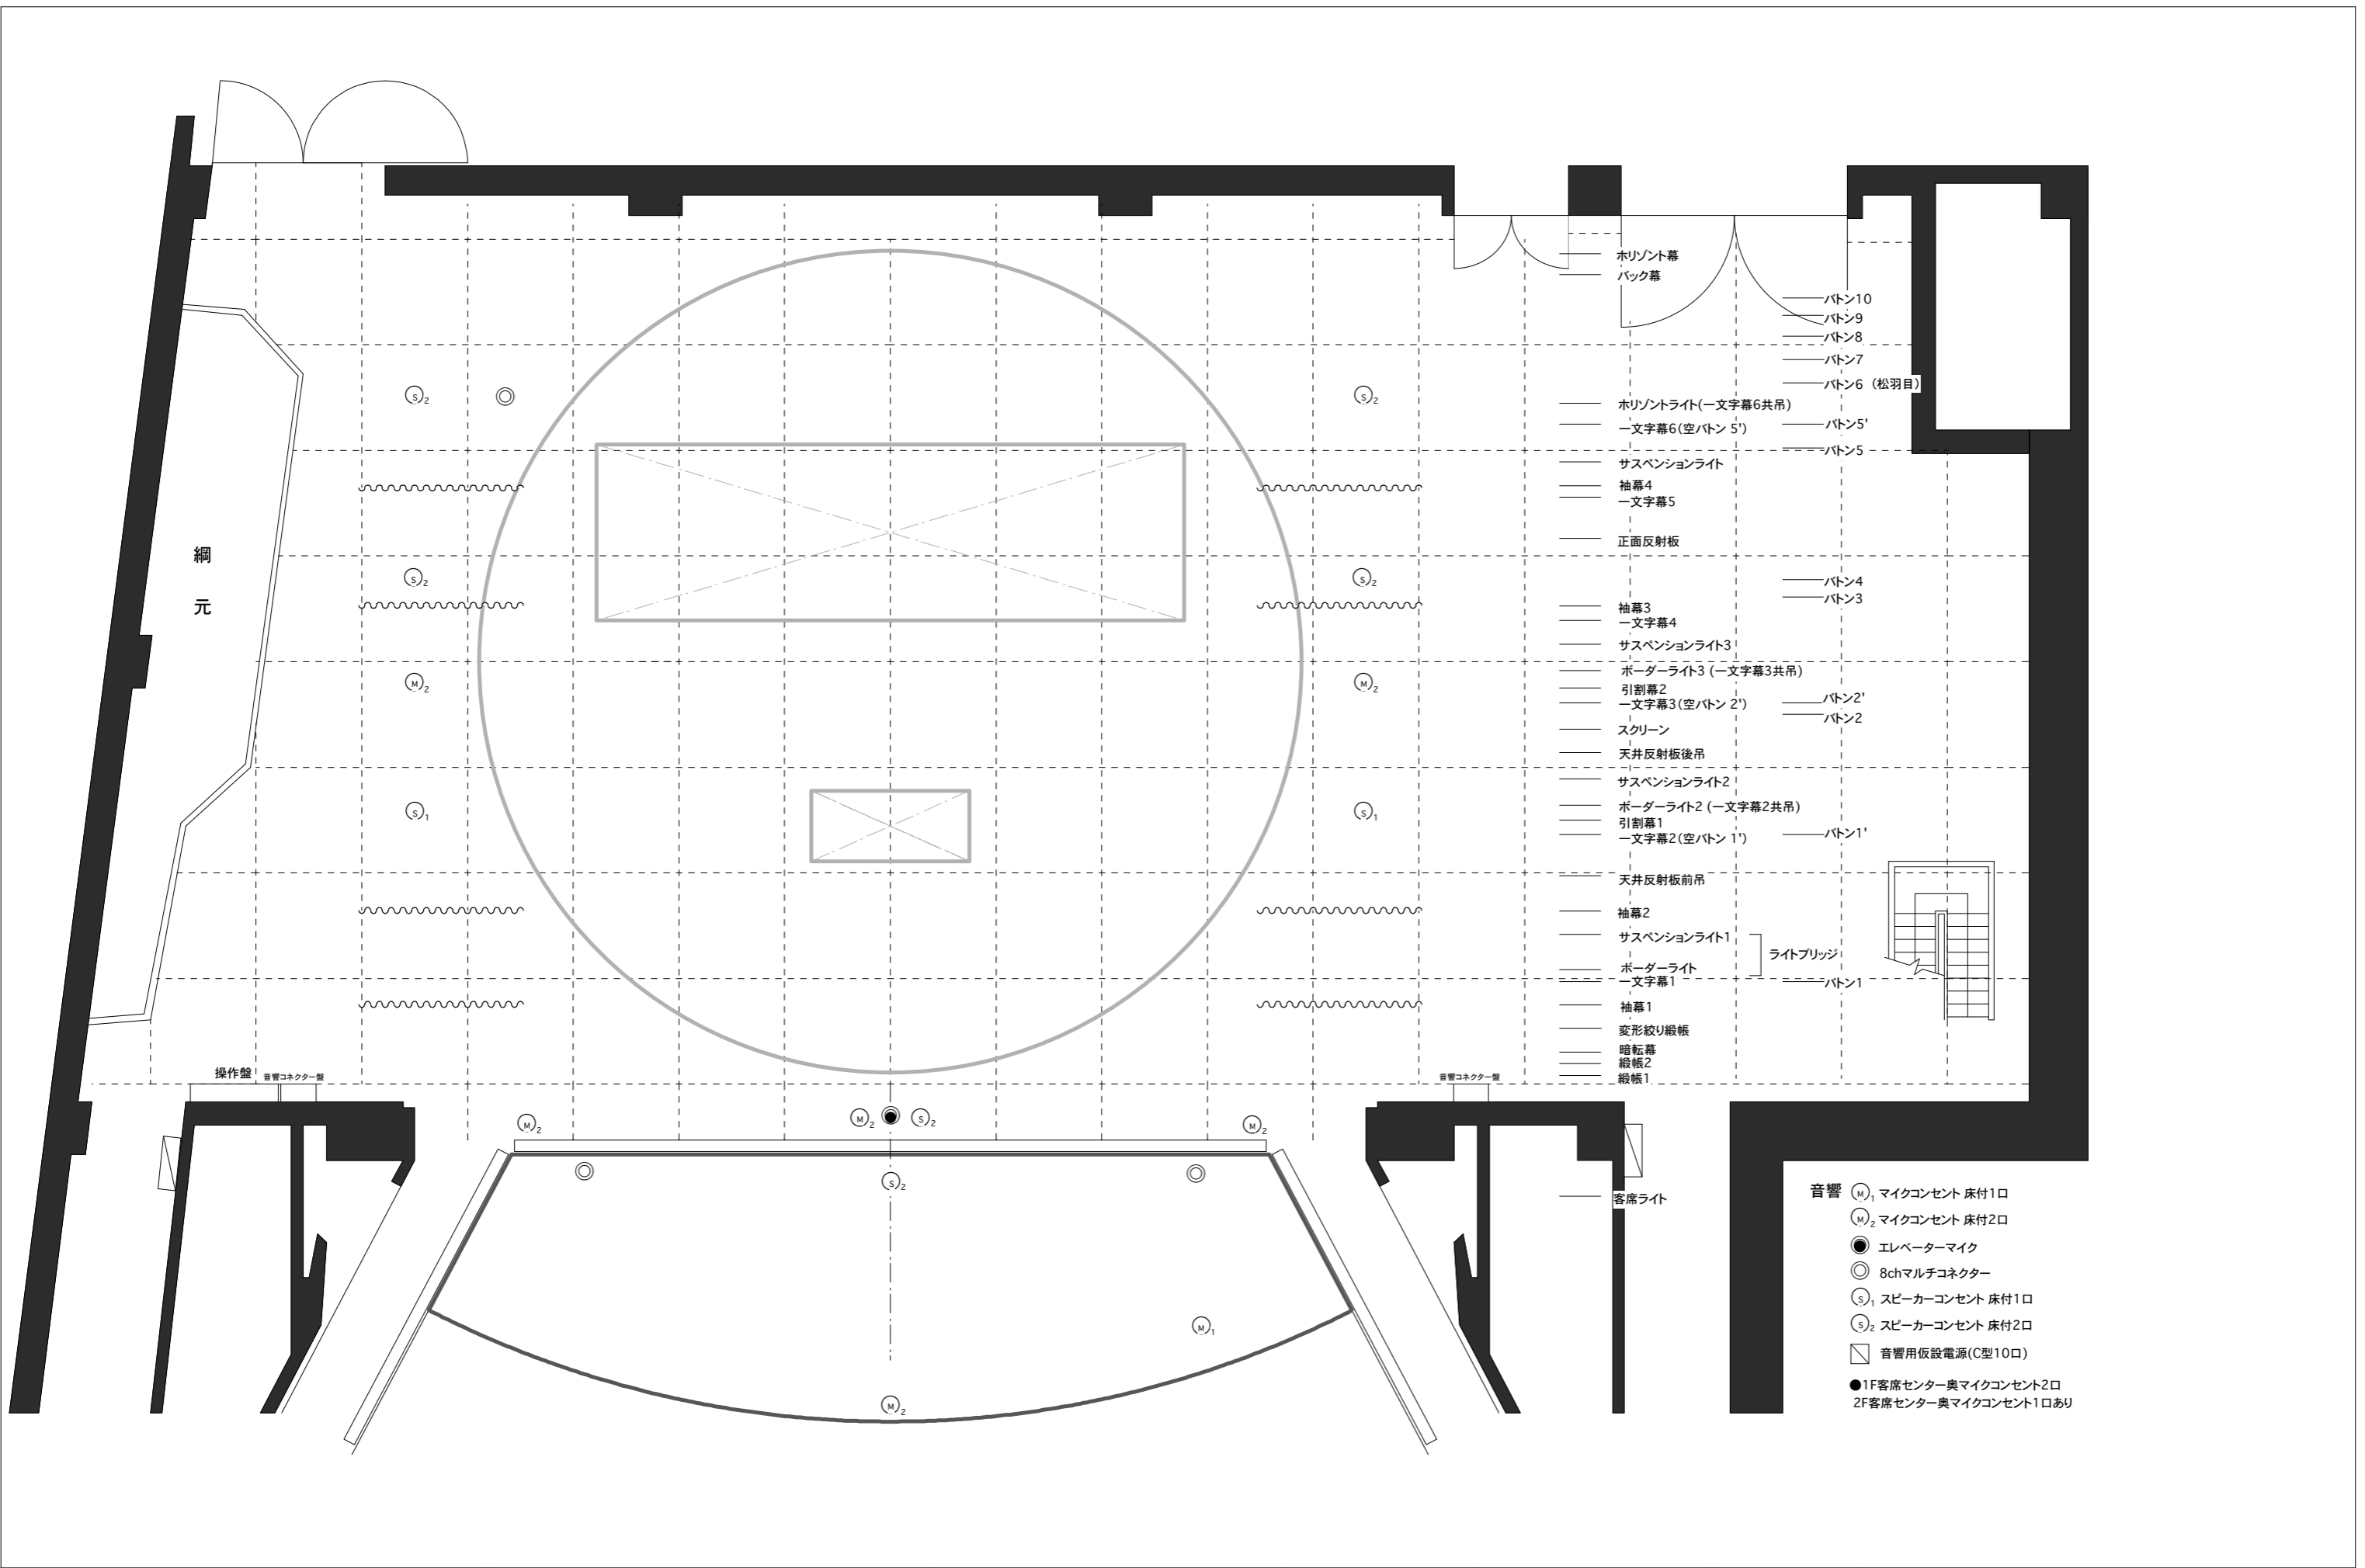 ホリゾント幕
バック幕
バトン10
バトン9
バトン8
バトン7
バトン6（松羽目）
ホリゾントライト(一文字幕6共吊)
一文字幕6(空バトン 5')
バトン5'
バトン5
サスペンションライト
袖幕4
一文字幕5
正面反射板
バトン4
バトン3
袖幕3
一文字幕4
サスペンションライト3
ボーダーライト3 (一文字幕3共吊)
引割幕2
一文字幕3(空バトン 2')
バトン2'
バトン2
スクリーン
天井反射板後吊
サスペンションライト2
ボーダーライト2 (一文字幕2共吊)
引割幕1
一文字幕2(空バトン 1')
バトン1'
天井反射板前吊
袖幕2
サスペンションライト1
ライトブリッジ
ボーダーライト
一文字幕1
バトン1
袖幕1
変形絞り緞帳
暗転幕
緞帳2
緞帳1
客席ライト
綱
元
S2
S2
S2
S2
M2
M2
S1
S1
操作盤
音響コネクター盤
音響コネクター盤
M2
M2
S2
M2
S2
M1
M2
音響
M1 マイクコンセント 床付1口
M2 マイクコンセント 床付2口
エレベーターマイク
8chマルチコネクター
S1 スピーカーコンセント 床付1口
S2 スピーカーコンセント 床付2口
音響用仮設電源(C型10口)
●1F客席センター奥マイクコンセント2口
2F客席センター奥マイクコンセント1口あり